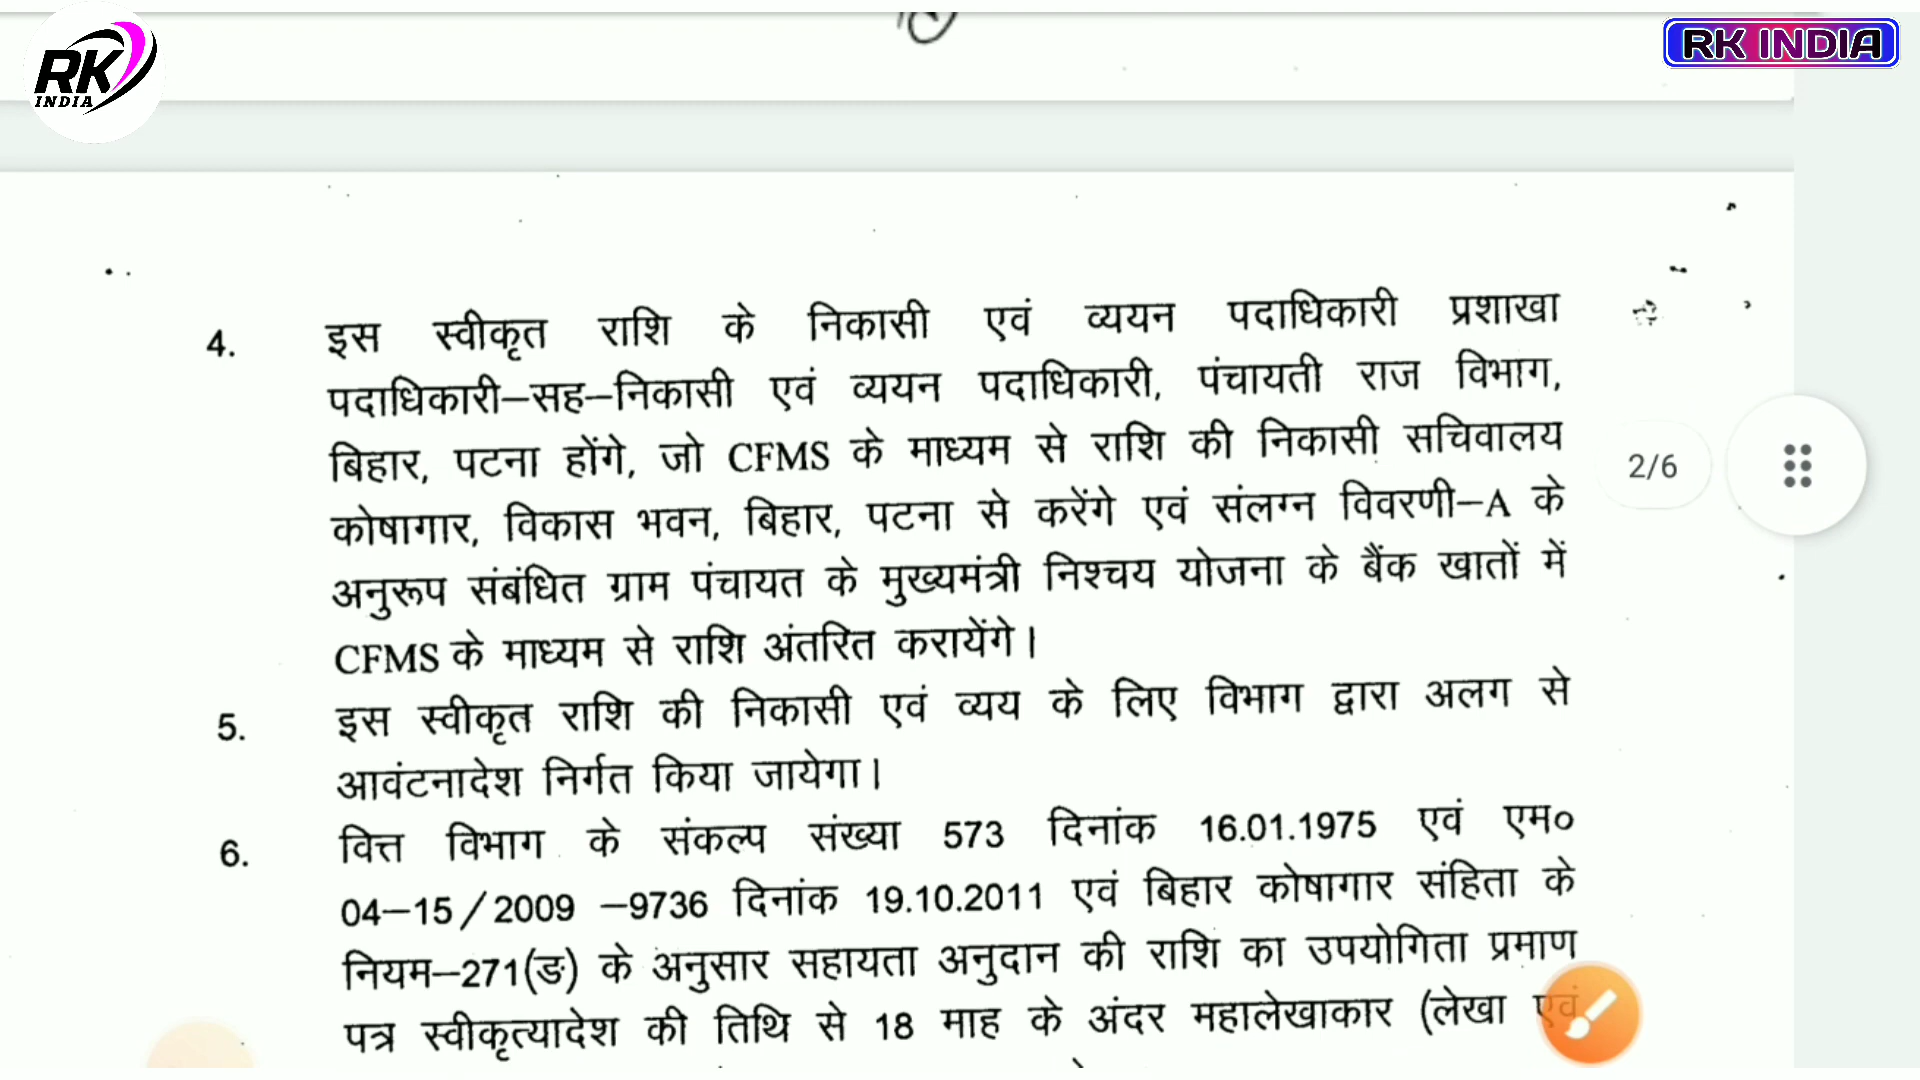 RK
INDIA
RK INDIA
4. इस स्वीकृत राशि के निकासी एवं व्ययन पदाधिकारी प्रशाखा
पदाधिकारी–सह–निकासी एवं व्ययन पदाधिकारी, पंचायती राज विभाग,
बिहार, पटना होंगे, जो CFMS के माध्यम से राशि की निकासी सचिवालय
2/6
कोषागार, विकास भवन, बिहार, पटना से करेंगे एवं संलग्न विवरणी–A के
अनुरूप संबंधित ग्राम पंचायत के मुख्यमंत्री निश्चय योजना के बैंक खातों में
CFMS के माध्यम से राशि अंतरित करायेंगे।
5. इस स्वीकृत राशि की निकासी एवं व्यय के लिए विभाग द्वारा अलग से
आवंटनादेश निर्गत किया जायेगा।
6. वित्त विभाग के संकल्प संख्या 573 दिनांक 16.01.1975 एवं एम०
04–15/2009 –9736 दिनांक 19.10.2011 एवं बिहार कोषागार संहिता के
नियम–271(ङ) के अनुसार सहायता अनुदान की राशि का उपयोगिता प्रमाण
पत्र स्वीकृत्यादेश की तिथि से 18 माह के अंदर महालेखाकार (लेखा एवं